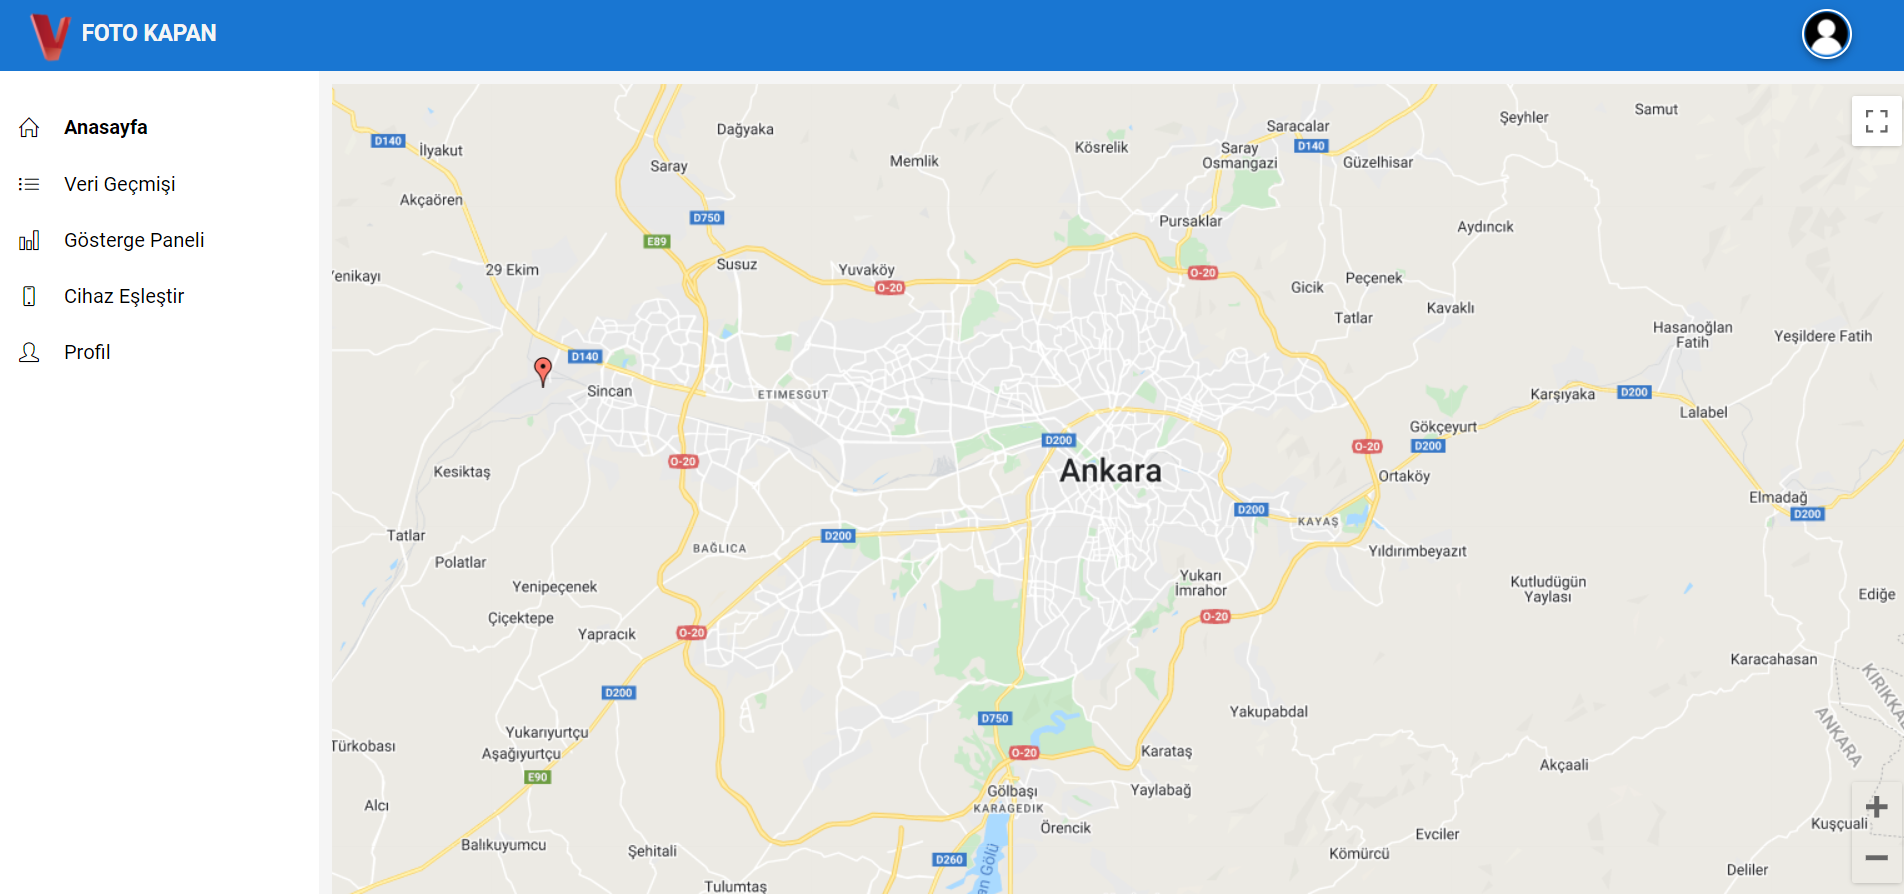 FOTO KAPAN
Anasayfa
Veri Geçmişi
Gösterge Paneli
Cihaz Eşleştir
Profil
Samut
Şeyhler
Saracalar
Dağyaka
D140
D140
İlyakut
Kösrelik
Saray
Osmangazi
Güzelhisar
Memlik
Saray
Akçaören
D750
Pursaklar
Aydıncık
E89
Susuz
29 Ekim
Yuvaköy
O-20
O-20
Yenikayı
Peçenek
Gicik
Kavaklı
Tatlar
Hasanoğlan
Fatih
Yeşildere Fatih
D140
Sincan
ETIMESGUT
Karşıyaka
D200
Lalabel
Gökçeyurt
D200
O-20
D200
Ankara
O-20
Kesiktaş
Ortaköy
Elmadağ
D200
D200
KAYAŞ
Tatlar
D200
BAĞLICA
Yıldırımbeyazıt
Polatlar
Yenipeçenek
Yukarı
İmrahor
Kutludüğün
Yaylası
Ediğe
Çiçektepe
O-20
Yapracık
O-20
Karacahasan
D200
KIRIKKA
Yakupabdal
D750
ANKARA
Yukarıyurtçu
Türkobası
Aşağıyurtçu
O-20
Karataş
Akçaali
E90
Gölbaşı
KARAGEDIK
Yaylabağ
Alcı
Örencik
Kuşçuali
Evciler
Balıkuyumcu
Şehitali
Kömürcü
D260
an Gölü
Deliler
Tulumtaş